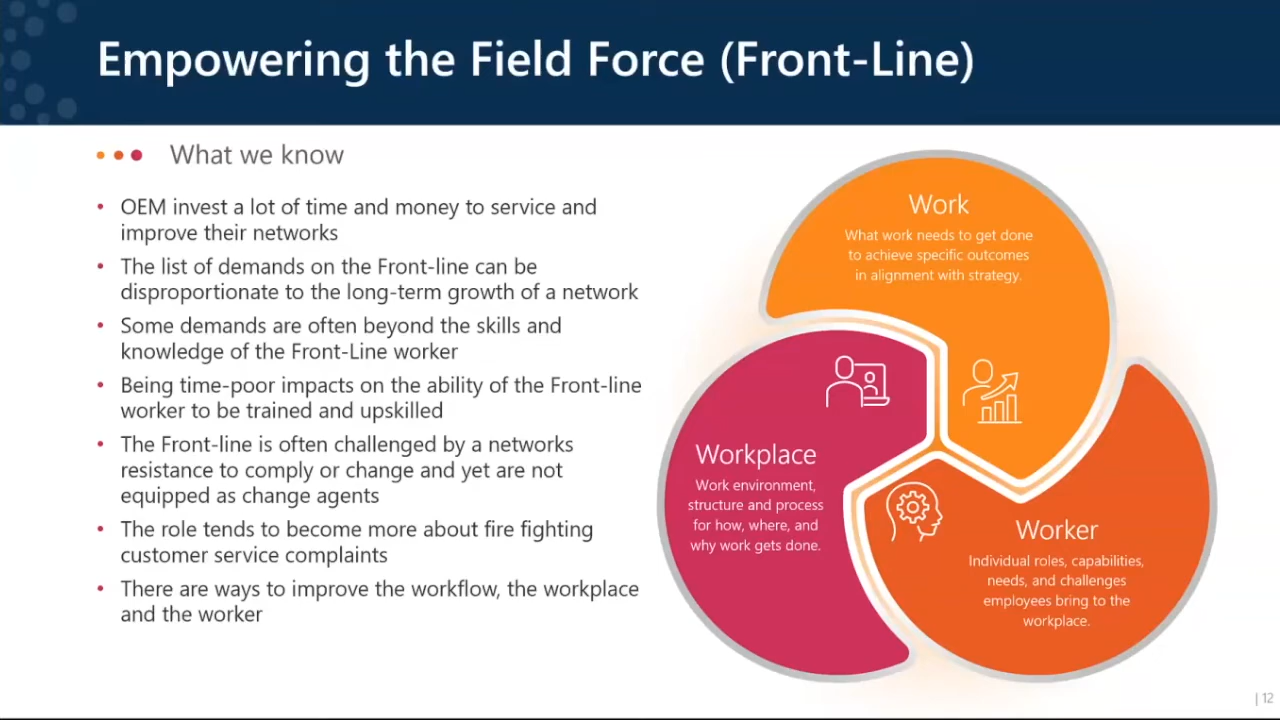 Empowering the Field Force (Front-Line)
What we know
• OEM invest a lot of time and money to service and
improve their networks
• The list of demands on the Front-line can be
disproportionate to the long-term growth of a network
• Some demands are often beyond the skills and
knowledge of the Front-Line worker
• Being time-poor impacts on the ability of the Front-line
worker to be trained and upskilled
• The Front-line is often challenged by a networks
resistance to comply or change and yet are not
equipped as change agents
• The role tends to become more about fire fighting
customer service complaints
• There are ways to improve the workflow, the workplace
and the worker
Work
What work needs to get done
to achieve specific outcomes
in alignment with strategy.
Workplace
Work environment,
structure and process
for how, where, and
why work gets done.
Worker
Individual roles, capabilities,
needs, and challenges
employees bring to the
workplace.
| 12